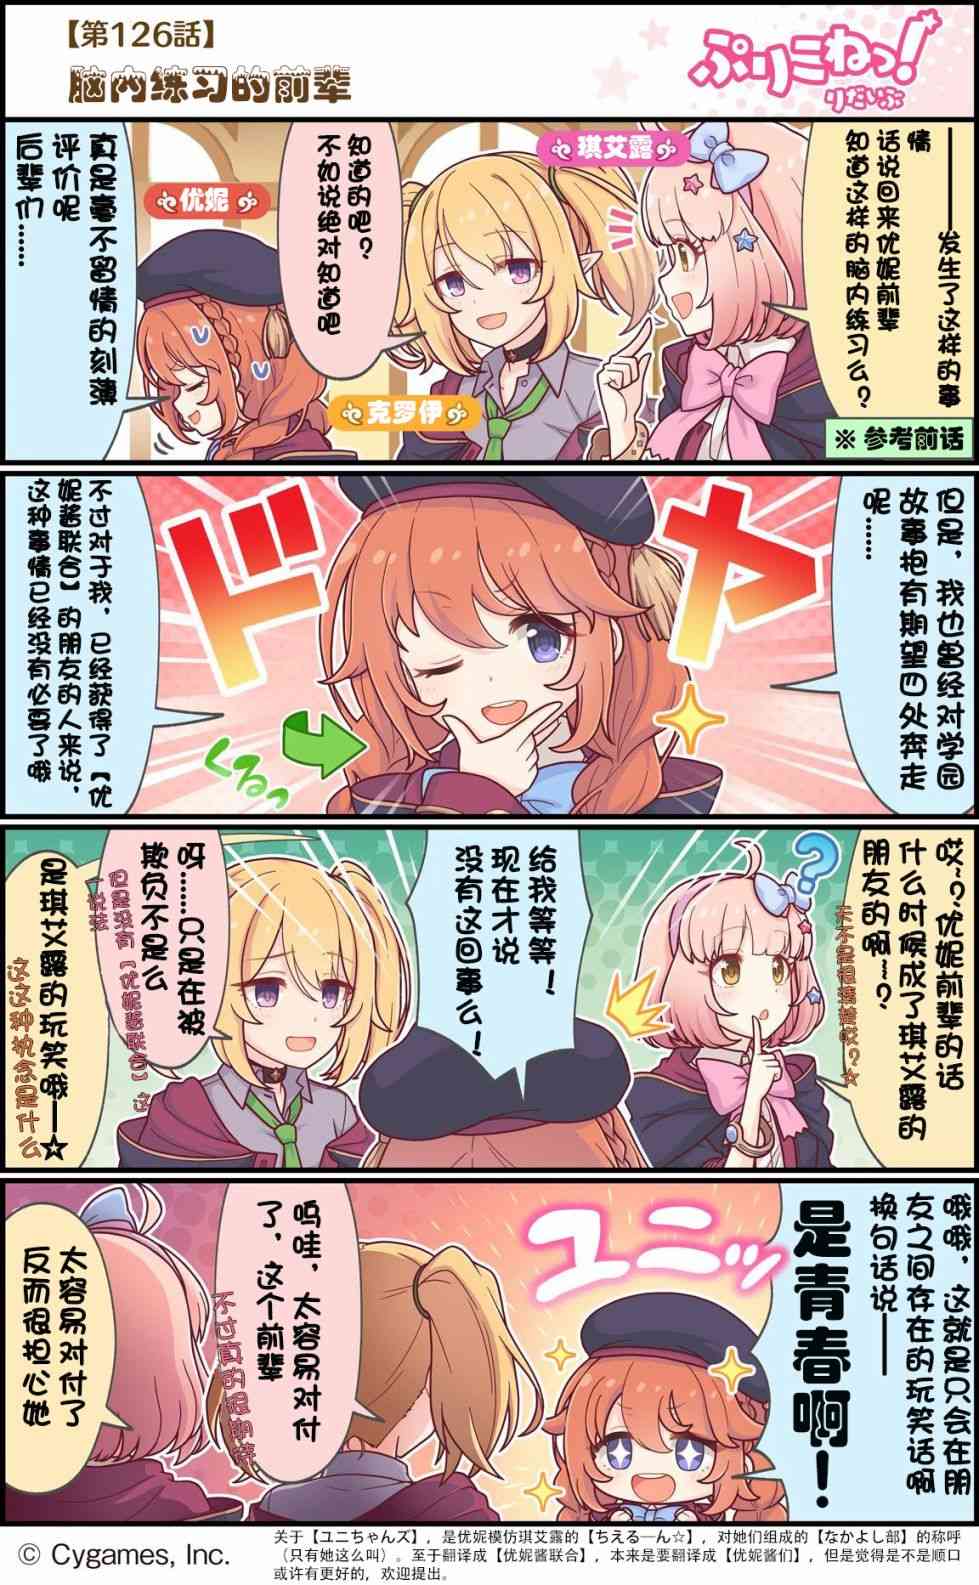 【第126話】
脑内练习的前辈
ぷりこねっ!
りだいぶ
————发生了这样的事
情
话说回来优妮前辈
知道这样的脑内练习么？
※ 参考前话
琪艾露
知道的吧？
不如说绝对知道吧
克罗伊
优妮
真是毫不留情的刻薄
评价呢
后辈们……
但是，我也曾经对学园
故事抱有期望四处奔走
呢……
ドヤ
くるっ
不过对于我，已经获得了【优
妮酱联合】的朋友的人来说，
这种事情已经没有必要了哦
哎~？优妮前辈的话
什么时候成了琪艾露的
朋友的啊~？
给我等等！
现在才说
没有这回事么！
呀……只是在被
欺负不是么
但是没有【优妮酱联合】这
一说法
是琪艾露的玩笑哦——☆
这这种执念是什么
哦哦，这就是只会在朋
友之间存在的玩笑话啊
换句话说——
是青春啊！
ユニッ
呜哇，太容易对付
了，这个前辈
不过真的很期待
太容易对付了
反而很担心她
© Cygames, Inc.
关于【ユニちゃんズ】，是优妮模仿琪艾露的【ちえる―ん☆】，对她们组成的【なかよし部】的称呼
（只有她这么叫）。至于翻译成【优妮酱联合】，本来是要翻译成【优妮酱们】，但是觉得是不是顺口
或许有更好的，欢迎提出。